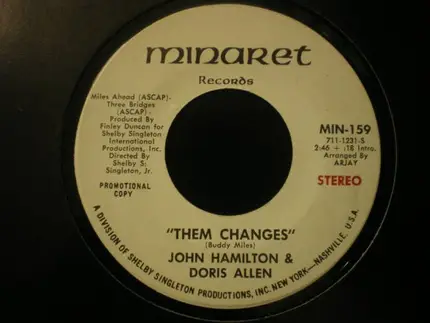 minaret
Records
Miles Ahead (ASCAP)-
Three Bridges
(ASCAP)-
Produced By
Finley Duncan for
Shelby Singleton
International
Productions, Inc.
Directed By
Shelby S.
Singleton, Jr.
PROMOTIONAL
COPY
MIN-159
711-1231-S
2:46 + :18 Intro.
Arranged By
ARJAY
STEREO
"THEM CHANGES"
(Buddy Miles)
JOHN HAMILTON &
DORIS ALLEN
A DIVISION OF SHELBY SINGLETON PRODUCTIONS, INC. NEW YORK—NASHVILLE, U.S.A.